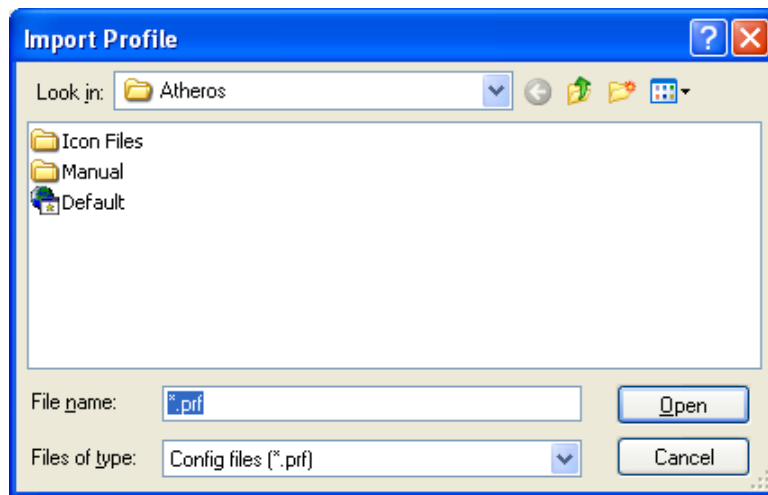 Import Profile
?
Look in: Atheros
Icon Files
Manual
Default
File name: *.prf Open
Files of type: Config files (*.prf) Cancel